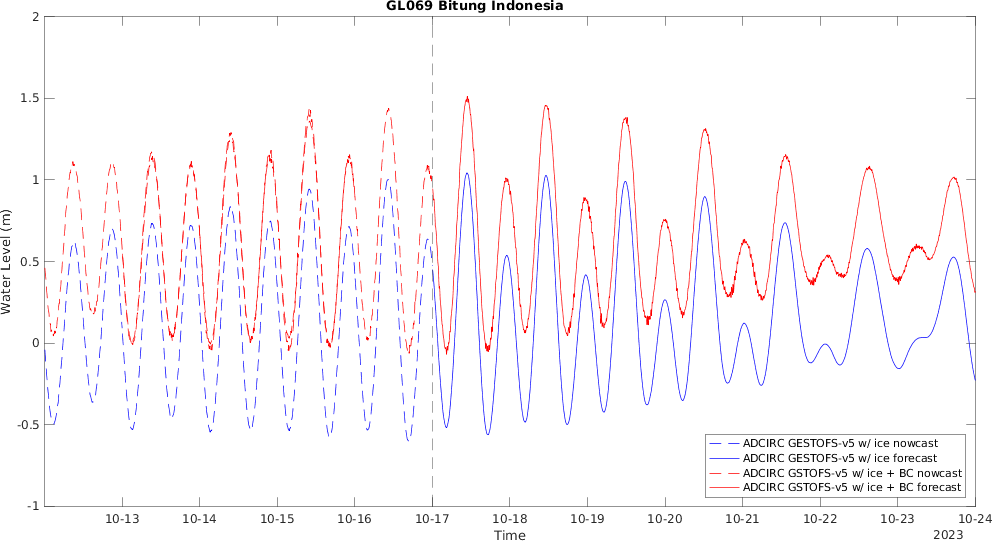 GL069 Bitung Indonesia
2
1.5
1
0.5
0
-0.5
-1
Water Level (m)
ADCIRC GESTOFS-v5 w/ ice nowcast
ADCIRC GESTOFS-v5 w/ ice forecast
ADCIRC GSTOFS-v5 w/ ice + BC nowcast
ADCIRC GSTOFS-v5 w/ ice + BC forecast
10-13 10-14 10-15 10-16 10-17 10-18 10-19 10-20 10-21 10-22 10-23 10-24
Time
2023